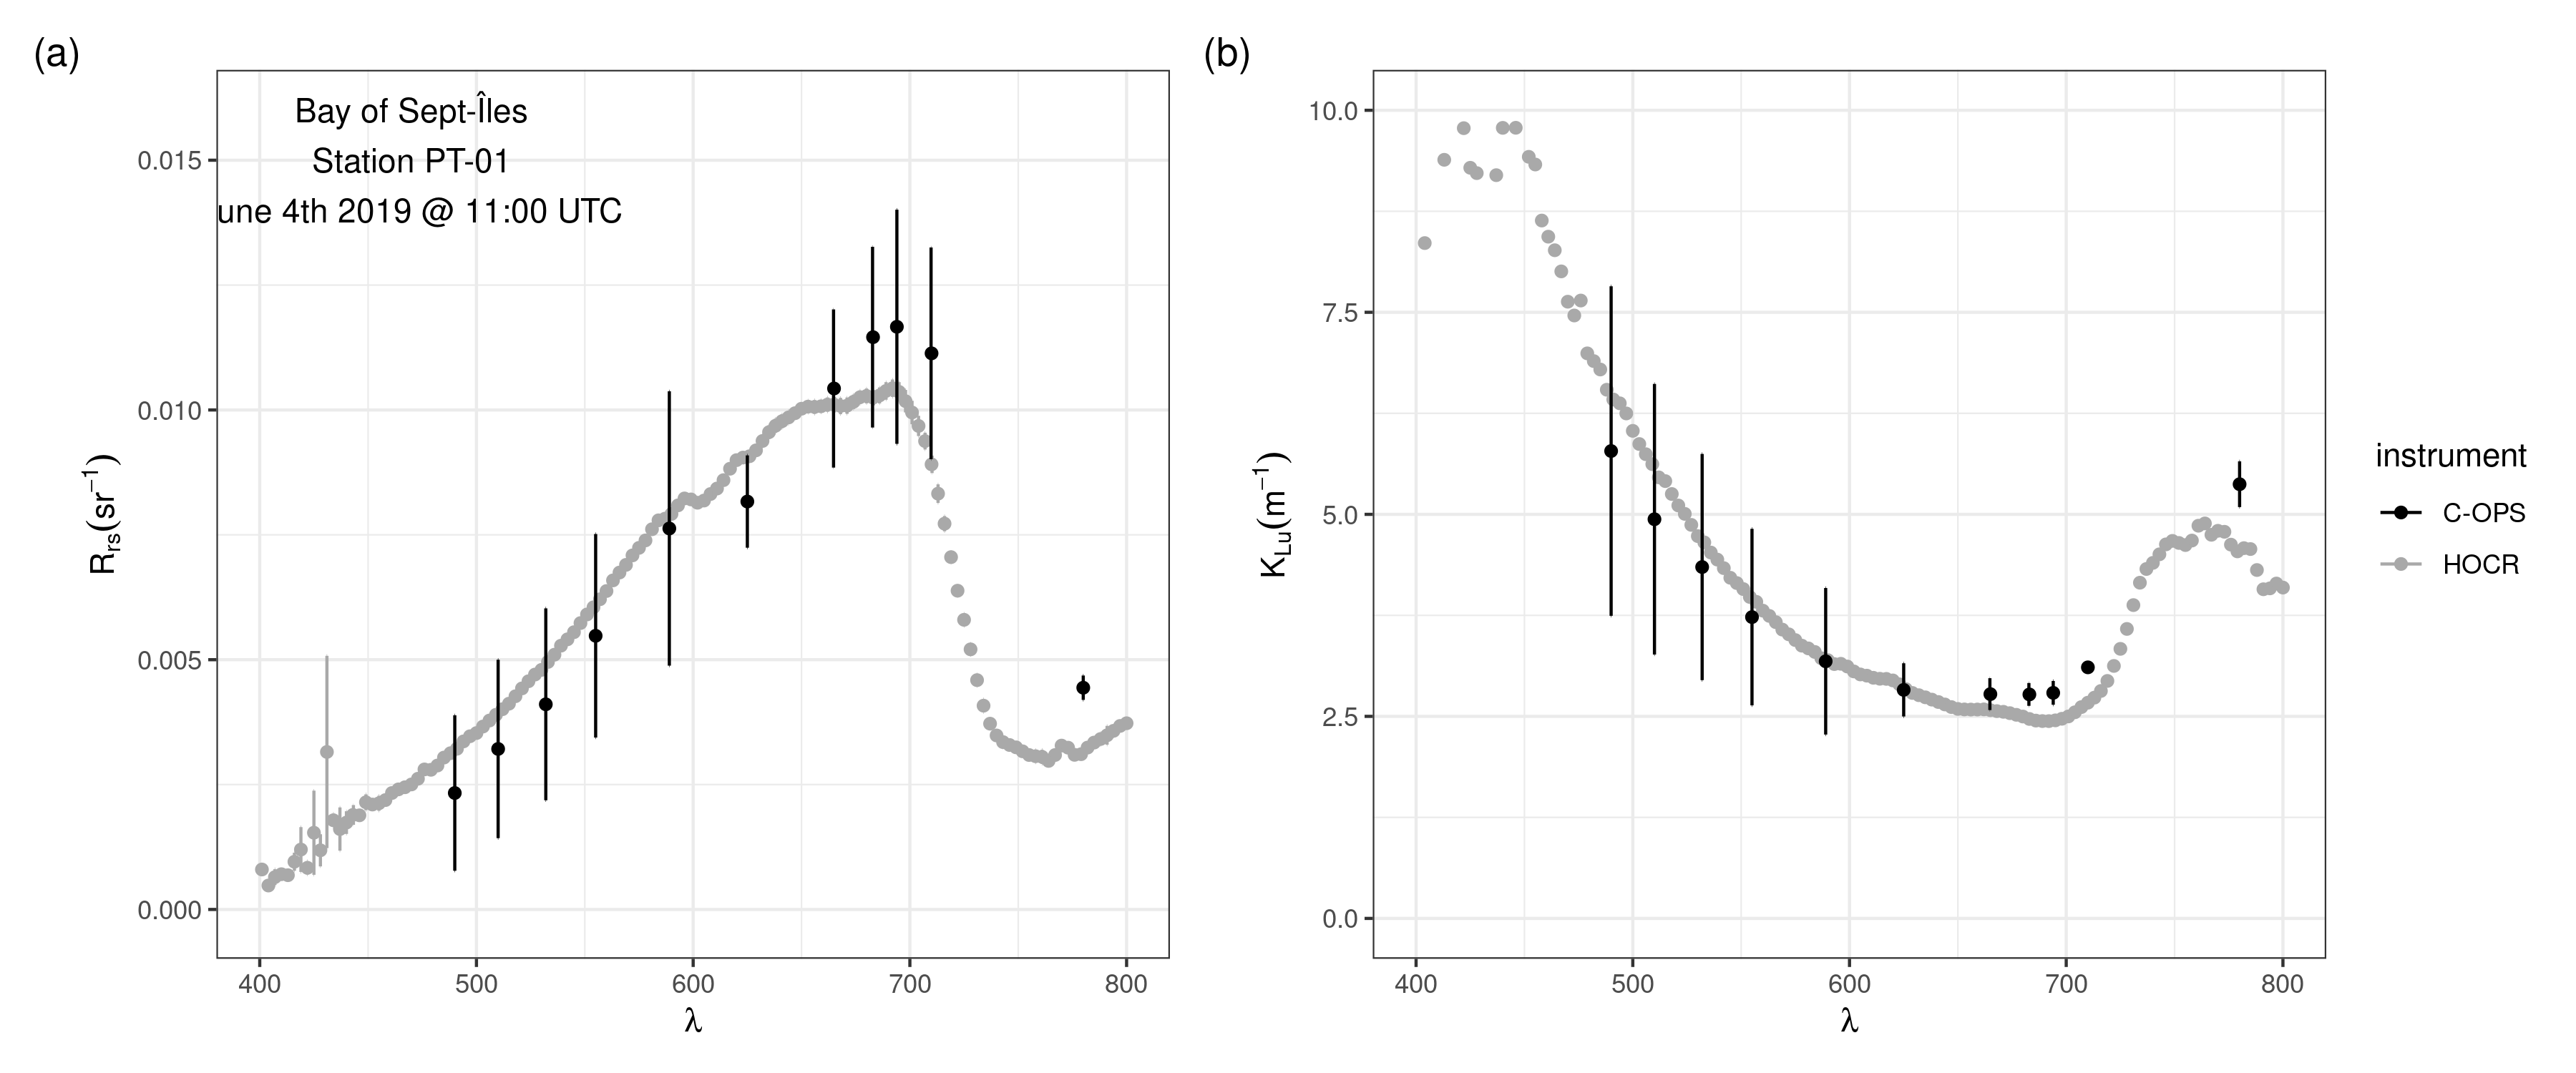 (a)
Bay of Sept-Îles
Station PT-01
une 4th 2019 @ 11:00 UTC
0.015
0.010
0.005
0.000
Rrs(sr−1)
400 500 600 700 800
λ
(b)
10.0
7.5
5.0
2.5
0.0
KLu(m−1)
400 500 600 700 800
λ
instrument
C-OPS
HOCR